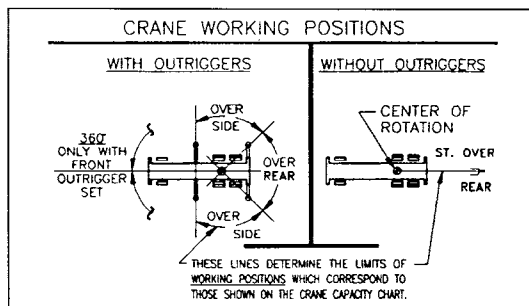 CRANE WORKING POSITIONS
WITH OUTRIGGERS
OVER
SIDE
360°
ONLY WITH
FRONT
OUTRIGGER
SET
OVER
REAR
OVER
SIDE
WITHOUT OUTRIGGERS
CENTER OF
ROTATION
ST. OVER
REAR
THESE LINES DETERMINE THE LIMITS OF
WORKING POSITIONS WHICH CORRESPOND TO
THOSE SHOWN ON THE CRANE CAPACITY CHART.